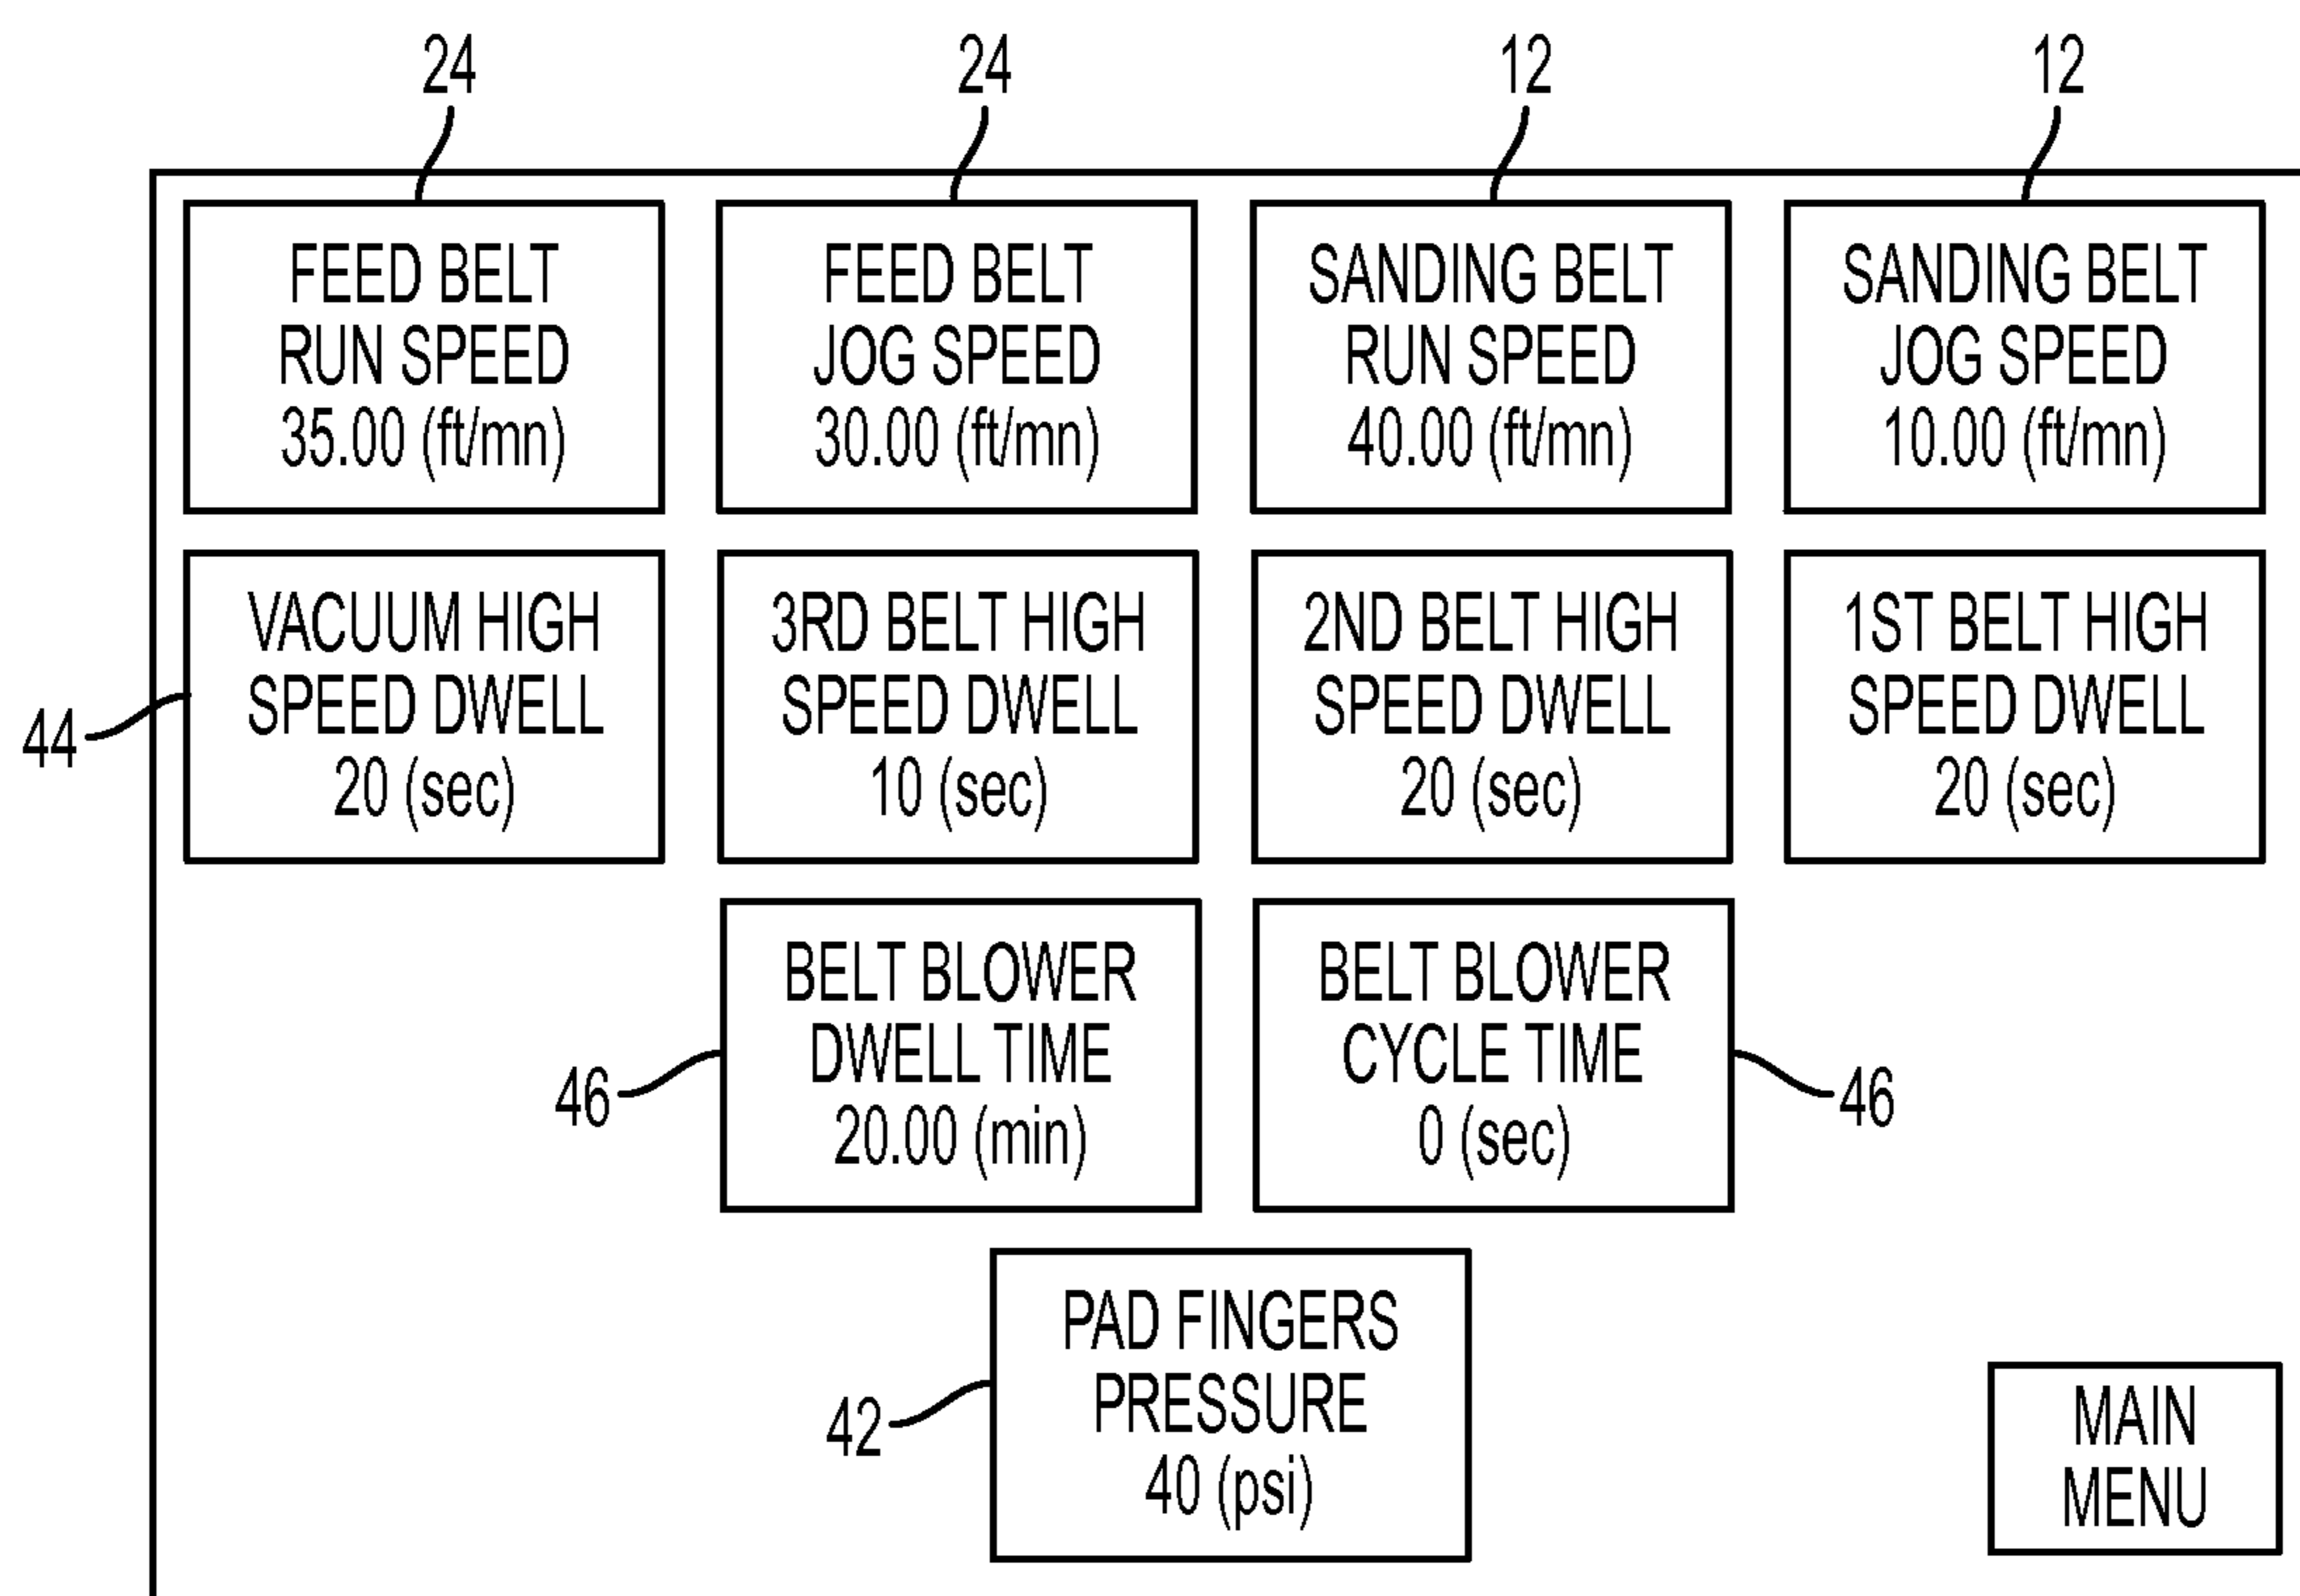 24
24
12
12
FEED BELT
RUN SPEED
35.00 (ft/mn)
FEED BELT
JOG SPEED
30.00 (ft/mn)
SANDING BELT
RUN SPEED
40.00 (ft/mn)
SANDING BELT
JOG SPEED
10.00 (ft/mn)
44
VACUUM HIGH
SPEED DWELL
20 (sec)
3RD BELT HIGH
SPEED DWELL
10 (sec)
2ND BELT HIGH
SPEED DWELL
20 (sec)
1ST BELT HIGH
SPEED DWELL
20 (sec)
46
BELT BLOWER
DWELL TIME
20.00 (min)
BELT BLOWER
CYCLE TIME
0 (sec)
46
42
PAD FINGERS
PRESSURE
40 (psi)
MAIN
MENU